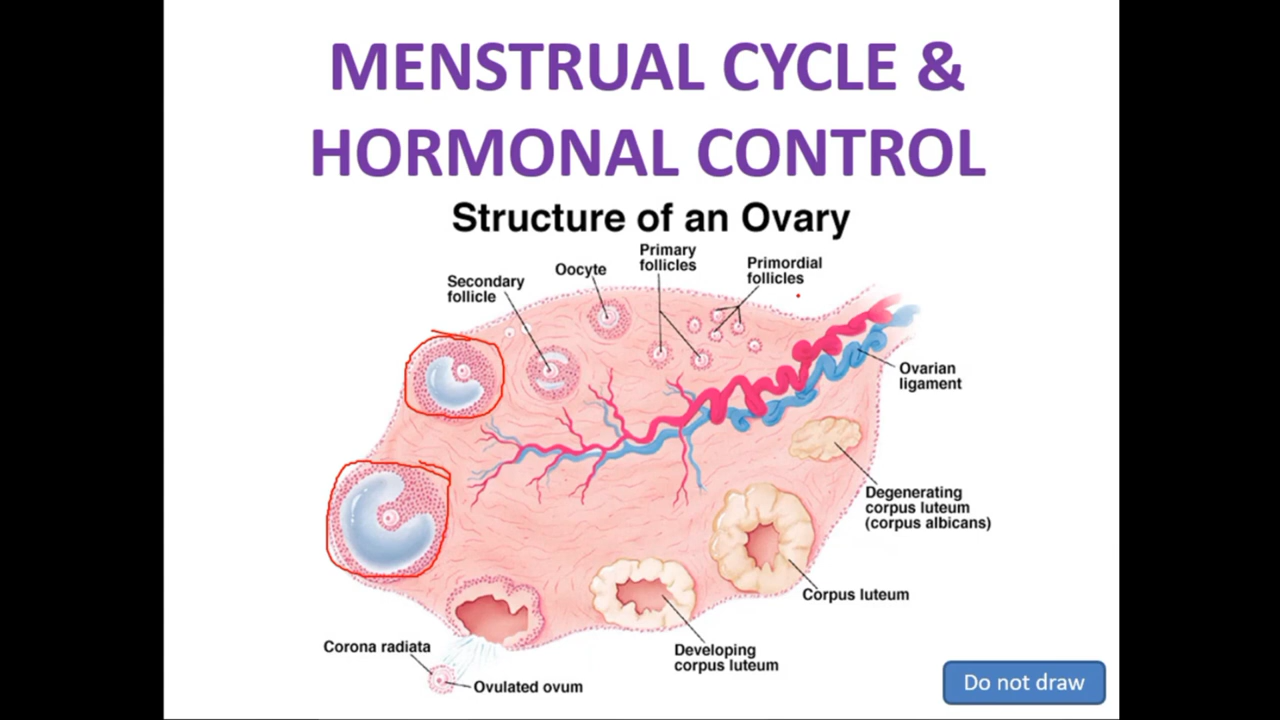 MENSTRUAL CYCLE &
HORMONAL CONTROL
Structure of an Ovary
Primary
follicles
Primordial
follicles
Oocyte
Secondary
follicle
Ovarian
ligament
Degenerating
corpus luteum
(corpus albicans)
Corpus luteum
Developing
corpus luteum
Corona radiata
Ovulated ovum
Do not draw